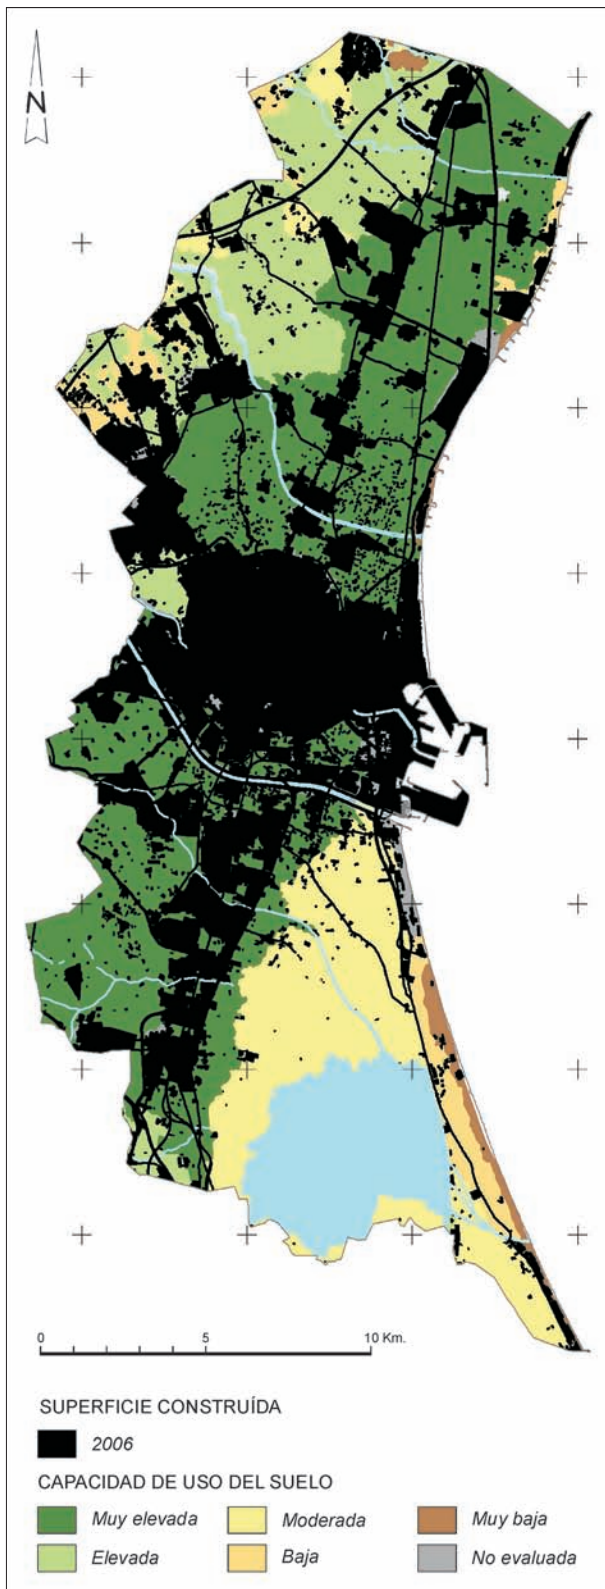 N
0 5 10 Km.
SUPERFICIE CONSTRUÍDA
2006
CAPACIDAD DE USO DEL SUELO
Muy elevada Moderada Muy baja
Elevada Baja No evaluada